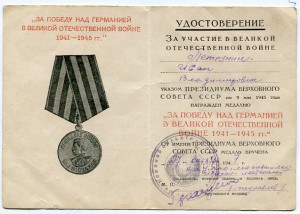 „ЗА ПОБЕДУ НАД ГЕРМАНИЕЙ
В ВЕЛИКОЙ ОТЕЧЕСТВЕННОЙ ВОЙНЕ
1941—1945 гг.“
УДОСТОВЕРЕНИЕ
ЗА УЧАСТИЕ В ВЕЛИКОЙ
ОТЕЧЕСТВЕННОЙ ВОЙНЕ
Иван
Владимирович
УКАЗОМ ПРЕЗИДИУМА ВЕРХОВНОГО
СОВЕТА СССР от 9 мая 1945 года
НАГРАЖДЕН МЕДАЛЬЮ
„ЗА ПОБЕДУ НАД ГЕРМАНИЕЙ
В ВЕЛИКОЙ ОТЕЧЕСТВЕННОЙ
ВОЙНЕ 1941—1945 гг.“
ОТ ИМЕНИ ПРЕЗИДИУМА ВЕРХОВНОГО
СОВЕТА СССР МЕДАЛЬ ВРУЧЕНА
М. П.